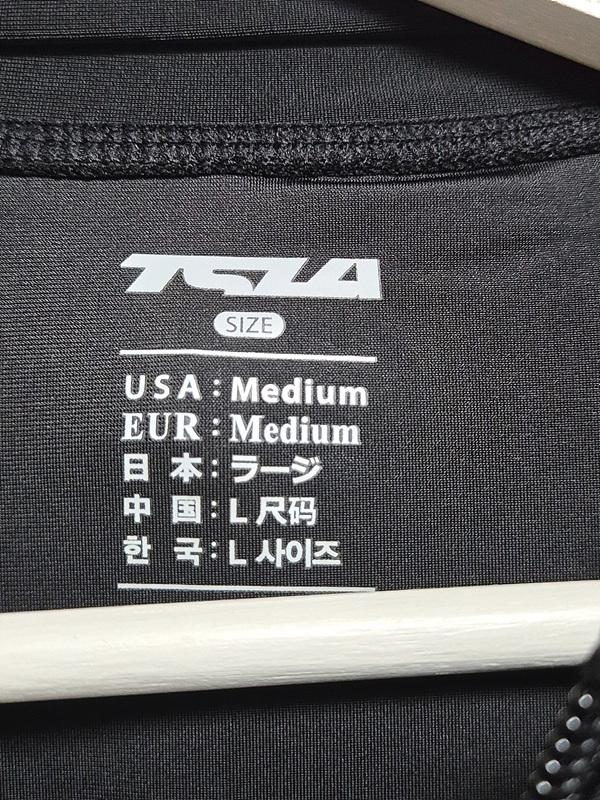 TSLA
SIZE
USA : Medium
EUR : Medium
日 本 : ラージ
中 国 : L 尺码
한 국 : L 사이즈